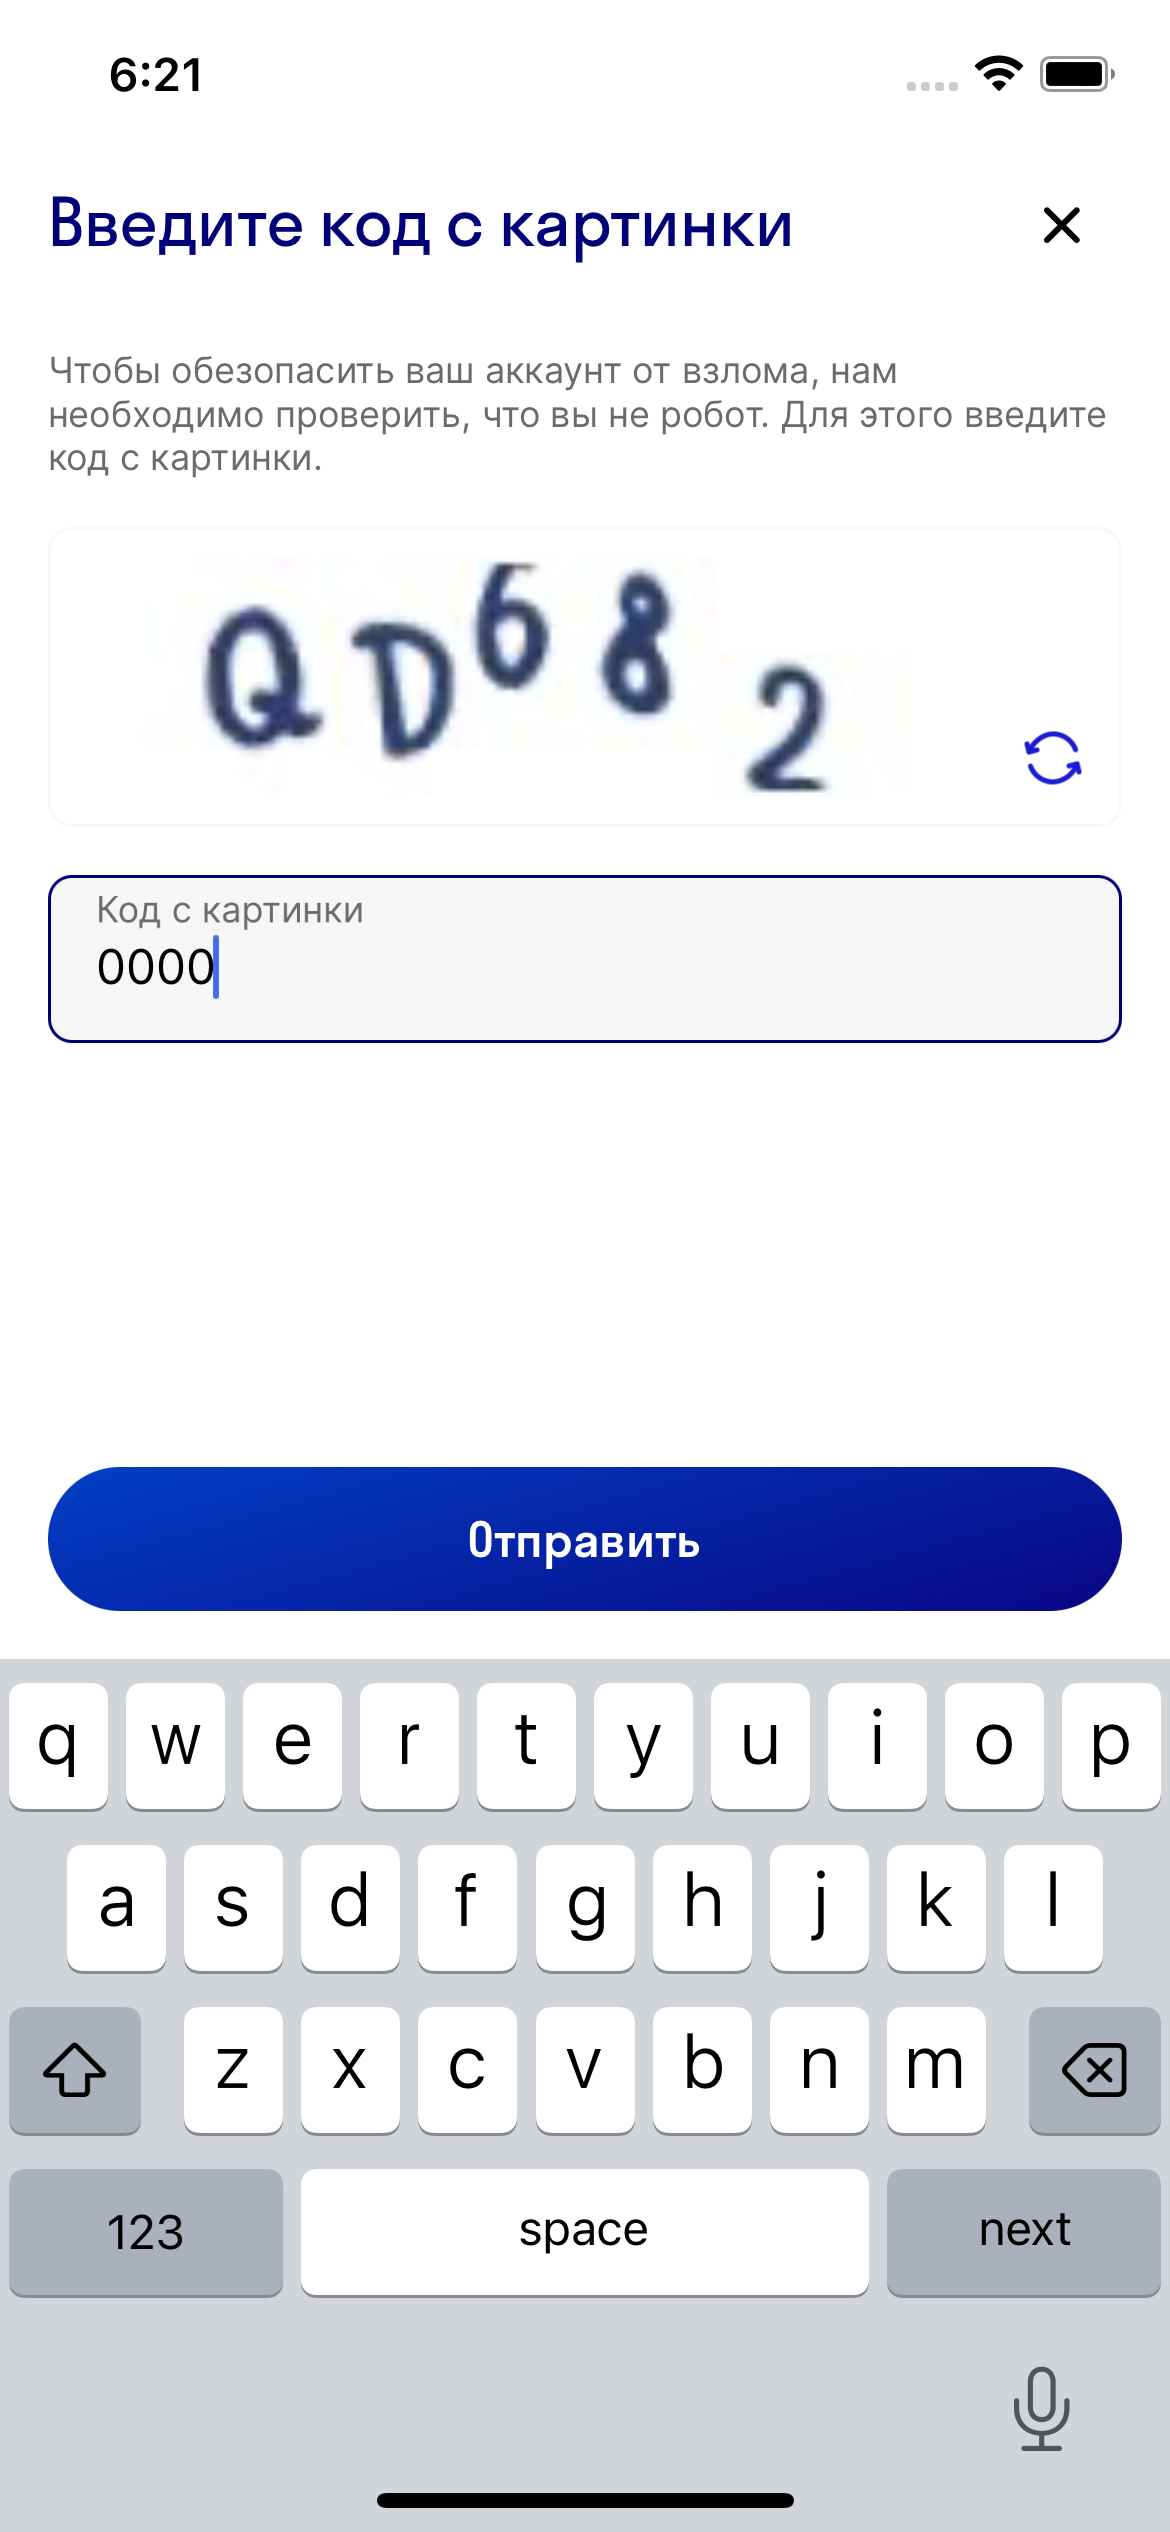 6:21
Введите код с картинки
Чтобы обезопасить ваш аккаунт от взлома, нам
необходимо проверить, что вы не робот. Для этого введите
код с картинки.
QD682
Код с картинки
0000
Отправить
q w e r t y u i o p
a s d f g h j k l
z x c v b n m
123 space next